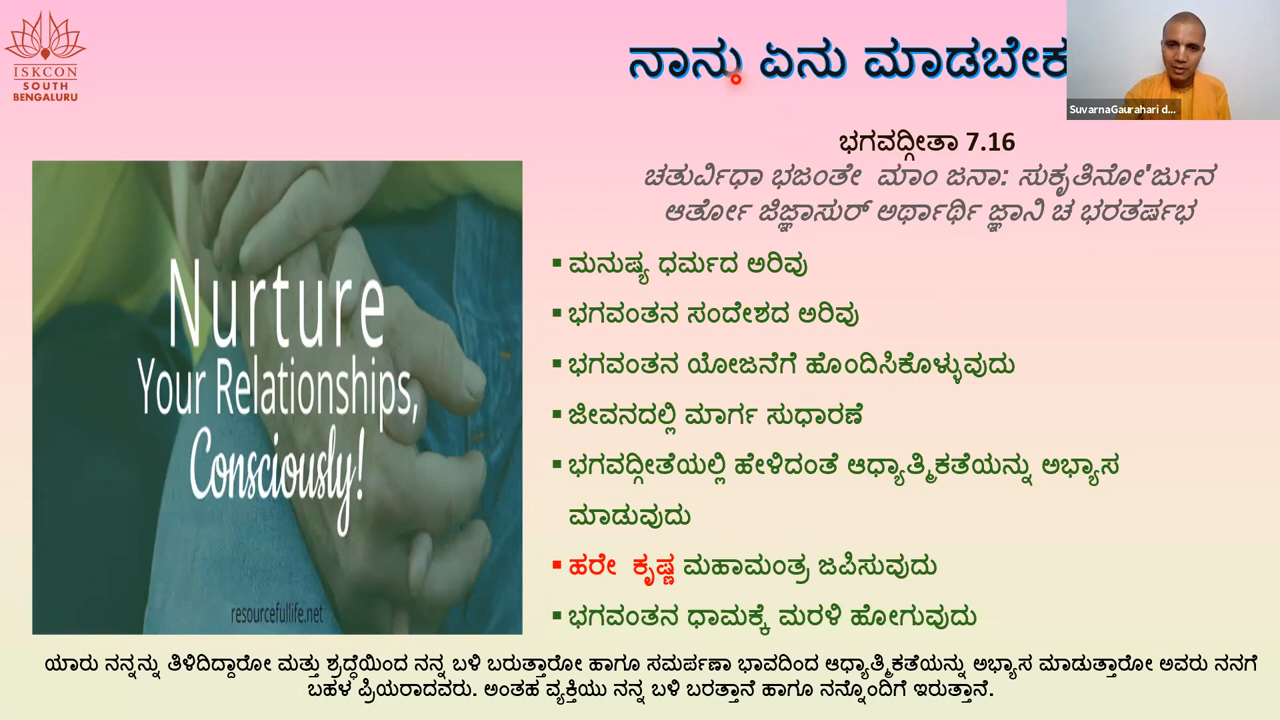 ISKCON
SOUTH
BENGALURU
ನಾನು ಏನು ಮಾಡಬೇಕ
SuvarnaGaurahari d...
ಭಗವದ್ಗೀತಾ 7.16
ಚತುರ್ವಿಧಾ ಭಜಂತೇ ಮಾಂ ಜನಾ: ಸುಕೃತಿನೋ'ರ್ಜುನ
ಆರ್ತೋ ಜಿಜ್ಞಾಸುರ್ ಅರ್ಥಾರ್ಥಿ ಜ್ಞಾನಿ ಚ ಭರತರ್ಷಭ
Nurture
Your Relationships,
Consciously!
resourcefullife.net
▪ ಮನುಷ್ಯ ಧರ್ಮದ ಅರಿವು
▪ ಭಗವಂತನ ಸಂದೇಶದ ಅರಿವು
▪ ಭಗವಂತನ ಯೋಜನೆಗೆ ಹೊಂದಿಸಿಕೊಳ್ಳುವುದು
▪ ಜೀವನದಲ್ಲಿ ಮಾರ್ಗ ಸುಧಾರಣೆ
▪ ಭಗವದ್ಗೀತೆಯಲ್ಲಿ ಹೇಳಿದಂತೆ ಆಧ್ಯಾತ್ಮಿಕತೆಯನ್ನು ಅಭ್ಯಾಸ
ಮಾಡುವುದು
▪ ಹರೇ ಕೃಷ್ಣ ಮಹಾಮಂತ್ರ ಜಪಿಸುವುದು
▪ ಭಗವಂತನ ಧಾಮಕ್ಕೆ ಮರಳಿ ಹೋಗುವುದು
ಯಾರು ನನ್ನನ್ನು ತಿಳಿದಿದ್ದಾರೋ ಮತ್ತು ಶ್ರದ್ಧೆಯಿಂದ ನನ್ನ ಬಳಿ ಬರುತ್ತಾರೋ ಹಾಗೂ ಸಮರ್ಪಣಾ ಭಾವದಿಂದ ಆಧ್ಯಾತ್ಮಿಕತೆಯನ್ನು ಅಭ್ಯಾಸ ಮಾಡುತ್ತಾರೋ ಅವರು ನನಗೆ
ಬಹಳ ಪ್ರಿಯರಾದವರು. ಅಂತಹ ವ್ಯಕ್ತಿಯು ನನ್ನ ಬಳಿ ಬರತ್ತಾನೆ ಹಾಗೂ ನನ್ನೊಂದಿಗೆ ಇರುತ್ತಾನೆ.